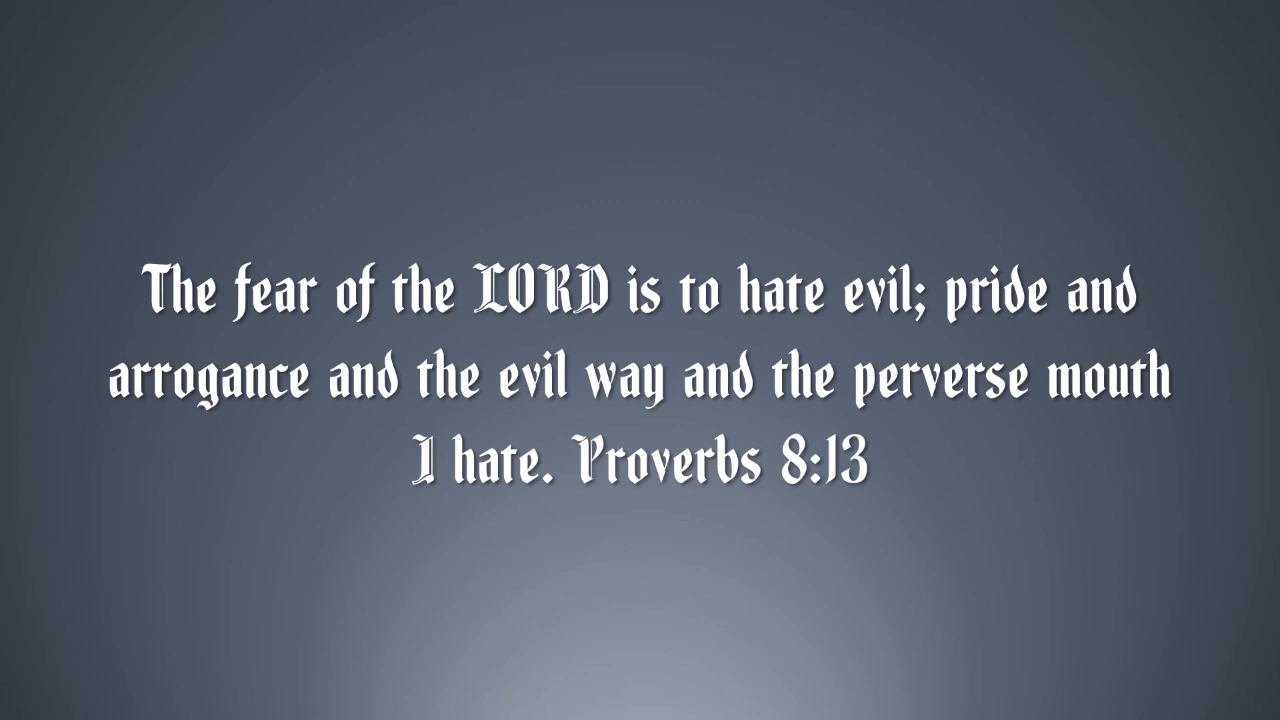 The fear of the LORD is to hate evil; pride and
arrogance and the evil way and the perverse mouth
I hate. Proverbs 8:13